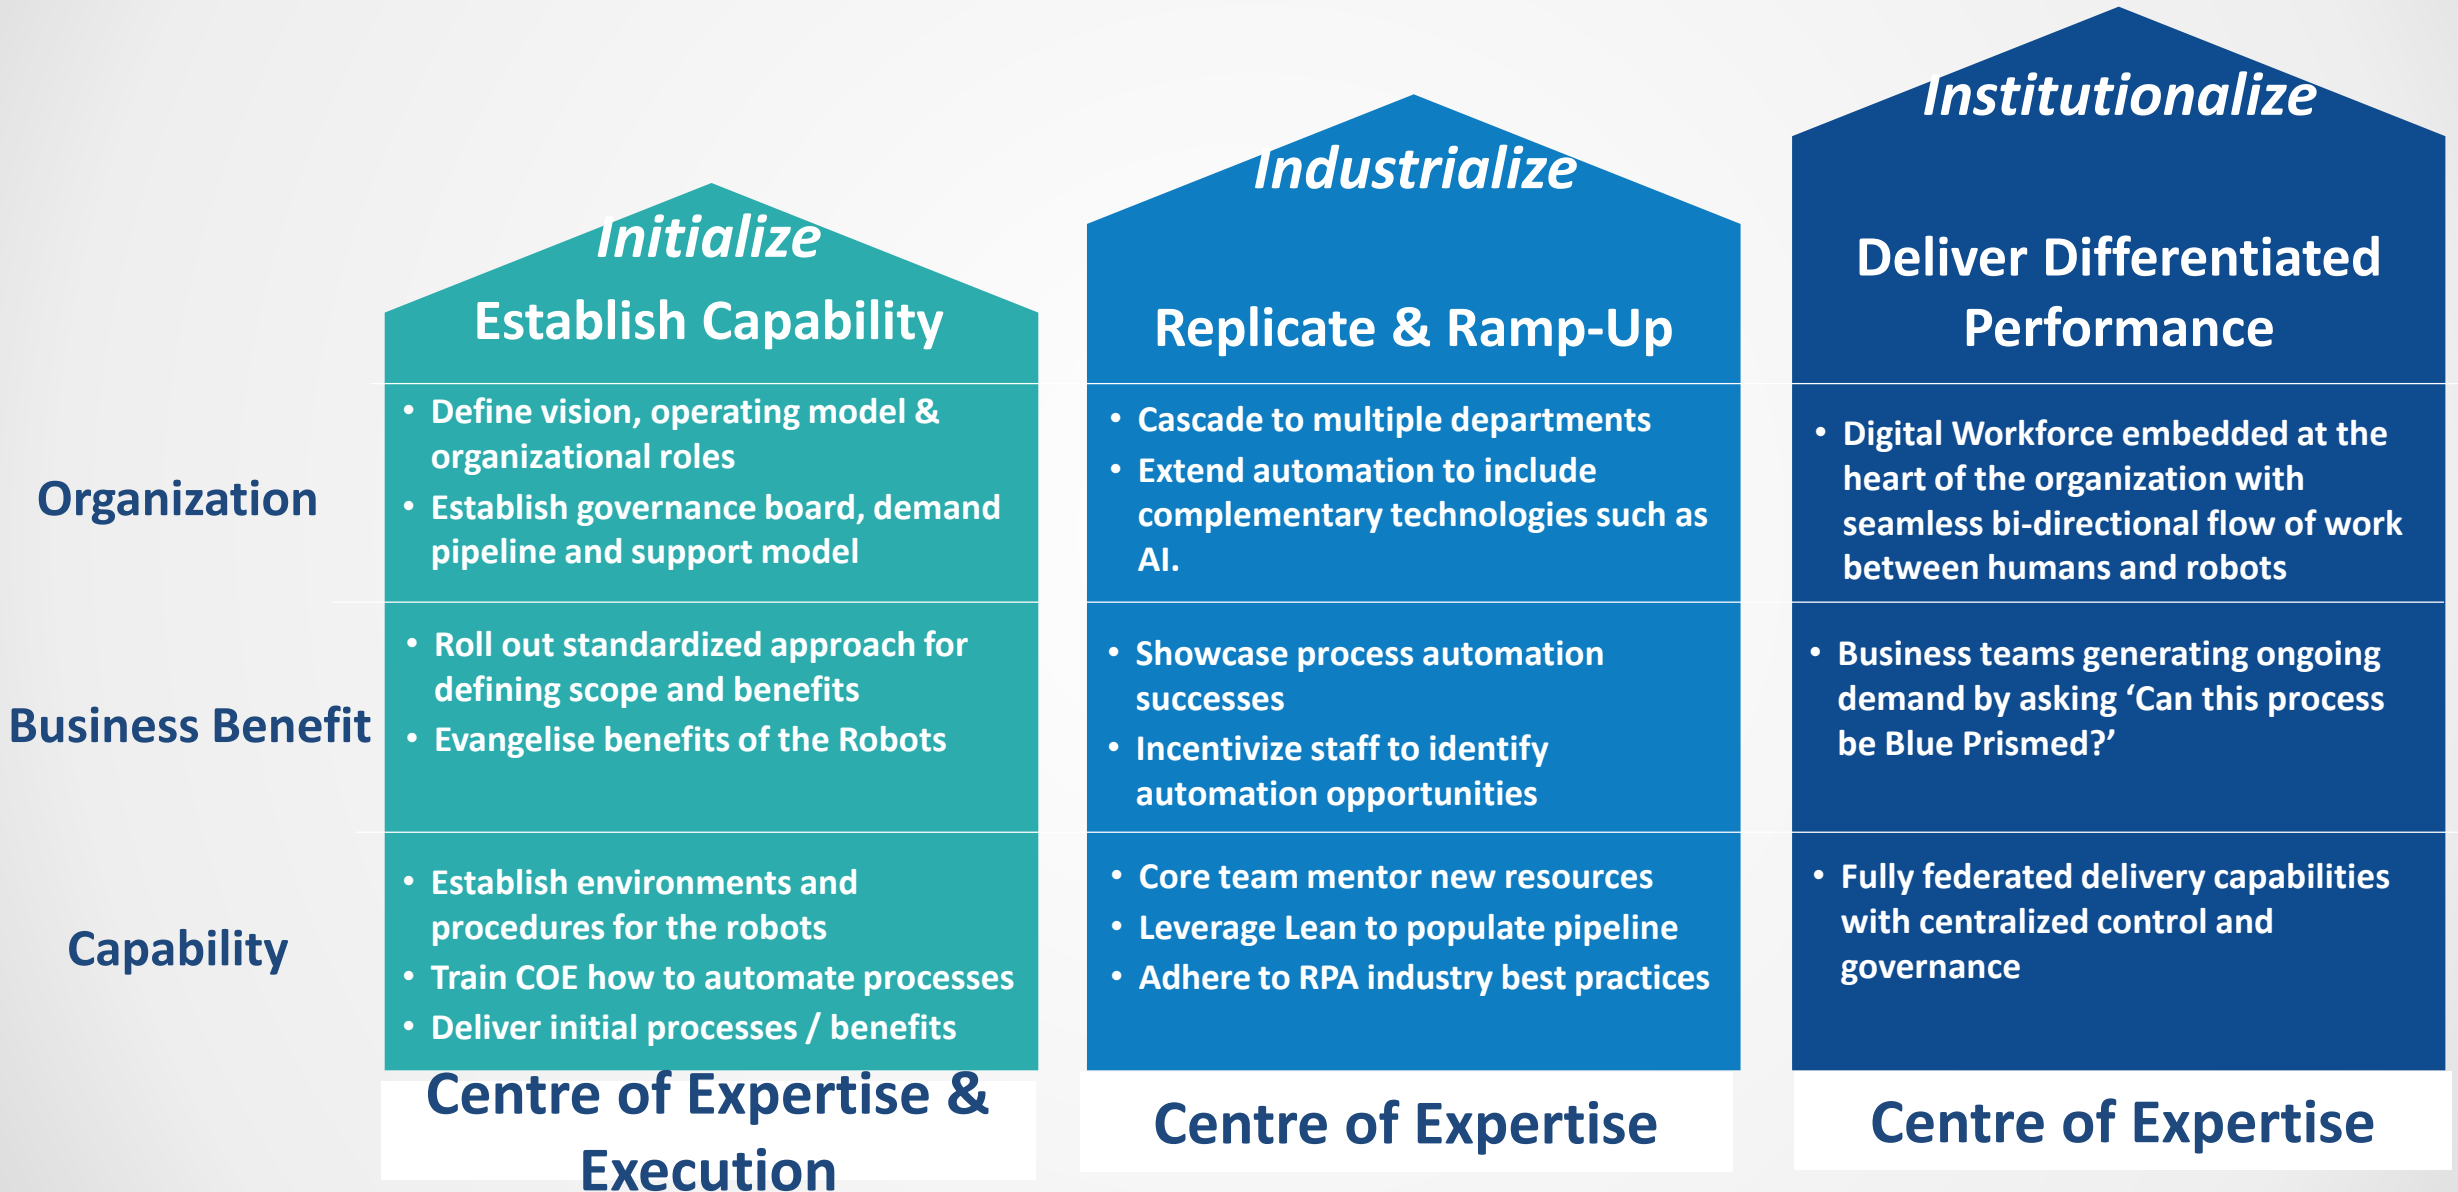 Initialize
Establish Capability
Industrialize
Replicate & Ramp-Up
Institutionalize
Deliver Differentiated
Performance
Organization
• Define vision, operating model &
organizational roles
• Establish governance board, demand
pipeline and support model
• Cascade to multiple departments
• Extend automation to include
complementary technologies such as
AI.
• Digital Workforce embedded at the
heart of the organization with
seamless bi-directional flow of work
between humans and robots
Business Benefit
• Roll out standardized approach for
defining scope and benefits
• Evangelise benefits of the Robots
• Showcase process automation
successes
• Incentivize staff to identify
automation opportunities
• Business teams generating ongoing
demand by asking ‘Can this process
be Blue Prismed?’
Capability
• Establish environments and
procedures for the robots
• Train COE how to automate processes
• Deliver initial processes / benefits
• Core team mentor new resources
• Leverage Lean to populate pipeline
• Adhere to RPA industry best practices
• Fully federated delivery capabilities
with centralized control and
governance
Centre of Expertise &
Execution
Centre of Expertise
Centre of Expertise